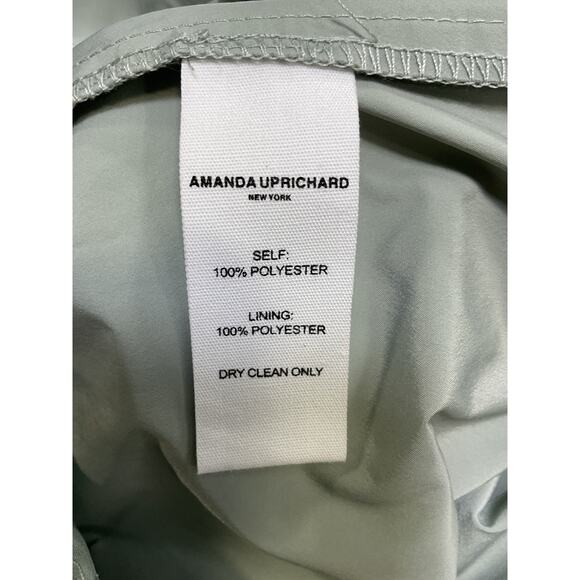 AMANDA UPRICHARD
NEW YORK
SELF:
100% POLYESTER
LINING:
100% POLYESTER
DRY CLEAN ONLY